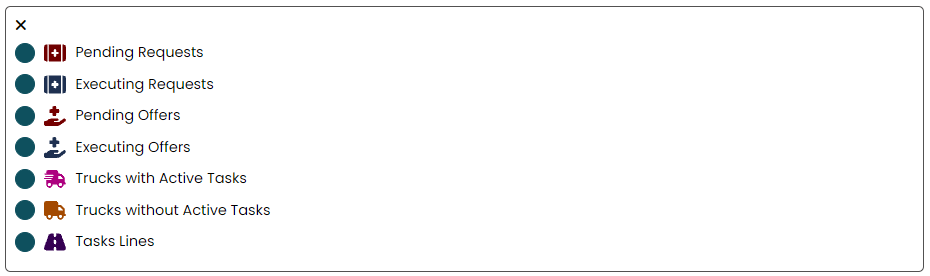 Pending Requests
Executing Requests
Pending Offers
Executing Offers
Trucks with Active Tasks
Trucks without Active Tasks
Tasks Lines